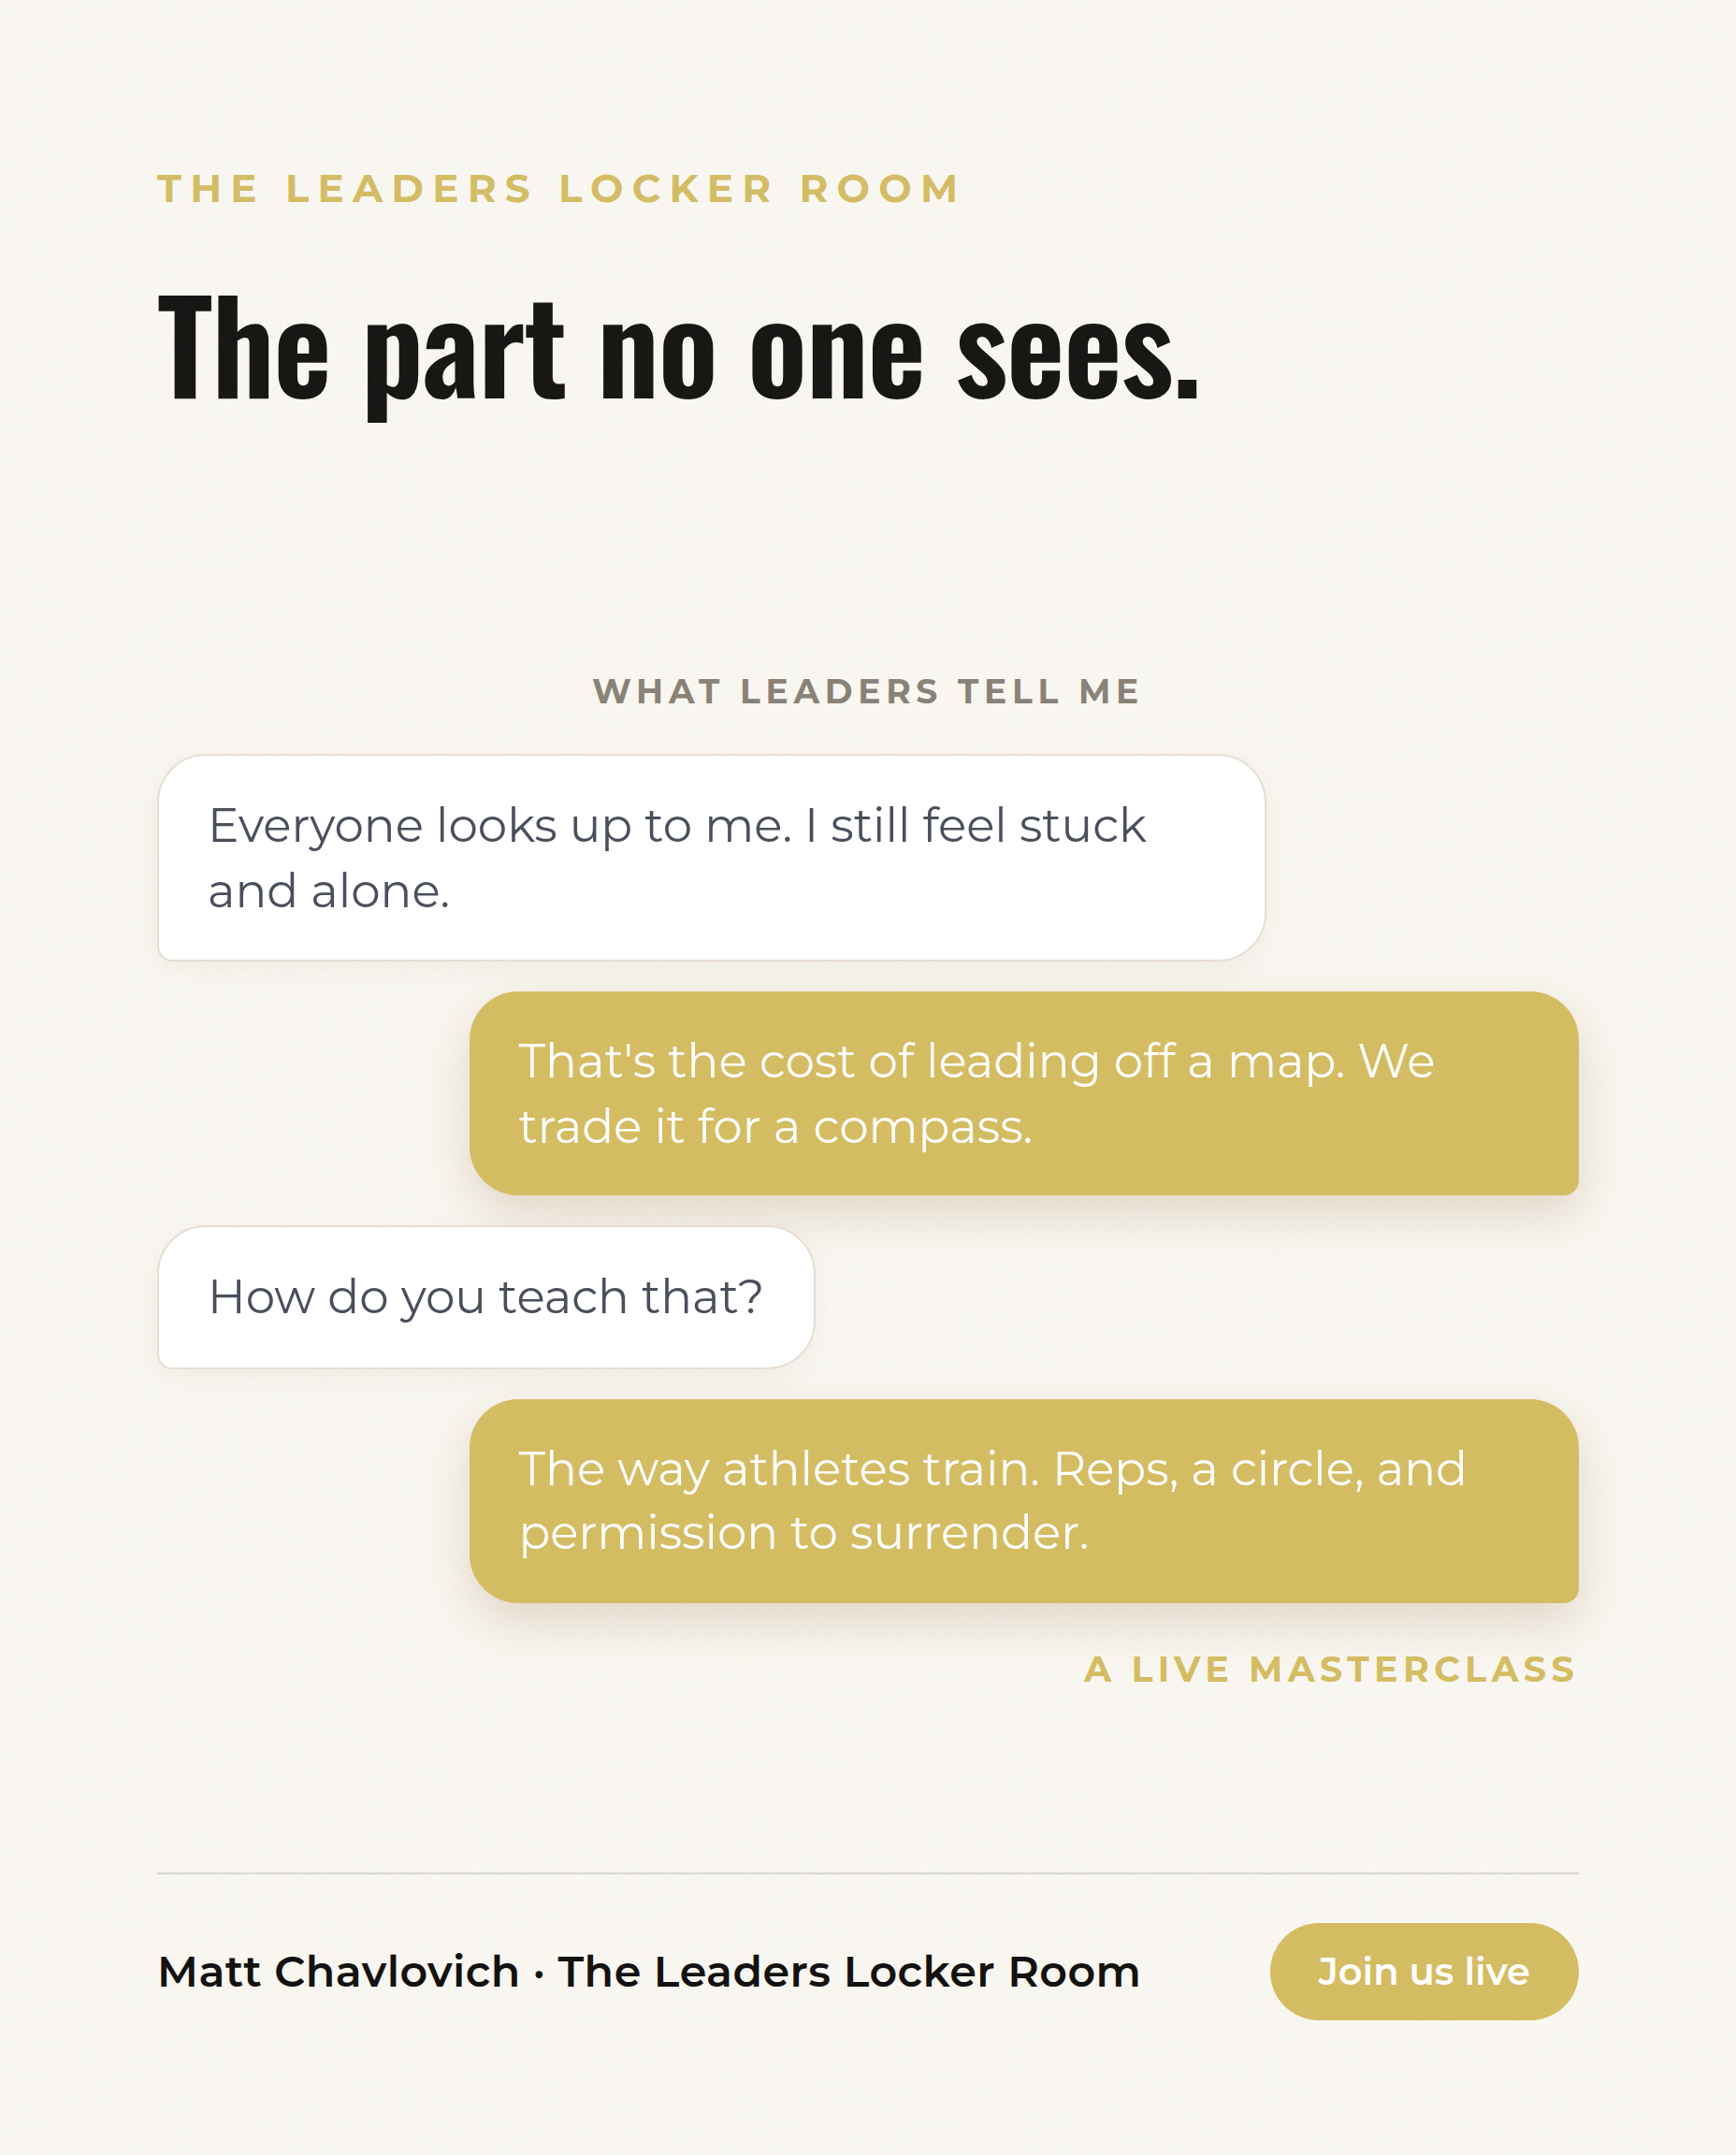 THE LEADERS LOCKER ROOM
The part no one sees.
WHAT LEADERS TELL ME
Everyone looks up to me. I still feel stuck
and alone.
That's the cost of leading off a map. We
trade it for a compass.
How do you teach that?
The way athletes train. Reps, a circle, and
permission to surrender.
A LIVE MASTERCLASS
Matt Chavlovich · The Leaders Locker Room
Join us live